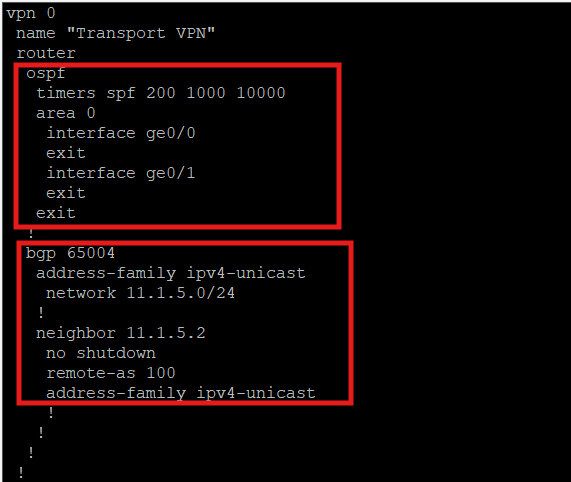 vpn 0
name "Transport VPN"
router
ospf
timers spf 200 1000 10000
area 0
interface ge0/0
exit
interface ge0/1
exit
exit
!
bgp 65004
address-family ipv4-unicast
network 11.1.5.0/24
!
neighbor 11.1.5.2
no shutdown
remote-as 100
address-family ipv4-unicast
!
!
!
!